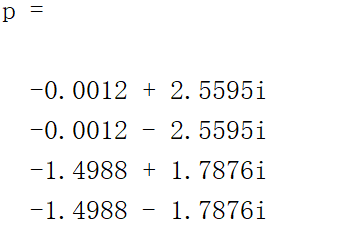 p =
-0.0012 + 2.5595i
-0.0012 - 2.5595i
-1.4988 + 1.7876i
-1.4988 - 1.7876i